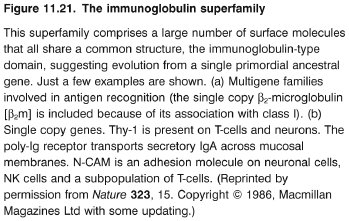 Figure 11.21. The immunoglobulin superfamily
This superfamily comprises a large number of surface molecules
that all share a common structure, the immunoglobulin-type
domain, suggesting evolution from a single primordial ancestral
gene. Just a few examples are shown. (a) Multigene families
involved in antigen recognition (the single copy β₂-microglobulin
[β₂m] is included because of its association with class I). (b)
Single copy genes. Thy-1 is present on T-cells and neurons. The
poly-Ig receptor transports secretory IgA across mucosal
membranes. N-CAM is an adhesion molecule on neuronal cells,
NK cells and a subpopulation of T-cells. (Reprinted by
permission from Nature 323, 15. Copyright © 1986, Macmillan
Magazines Ltd with some updating.)